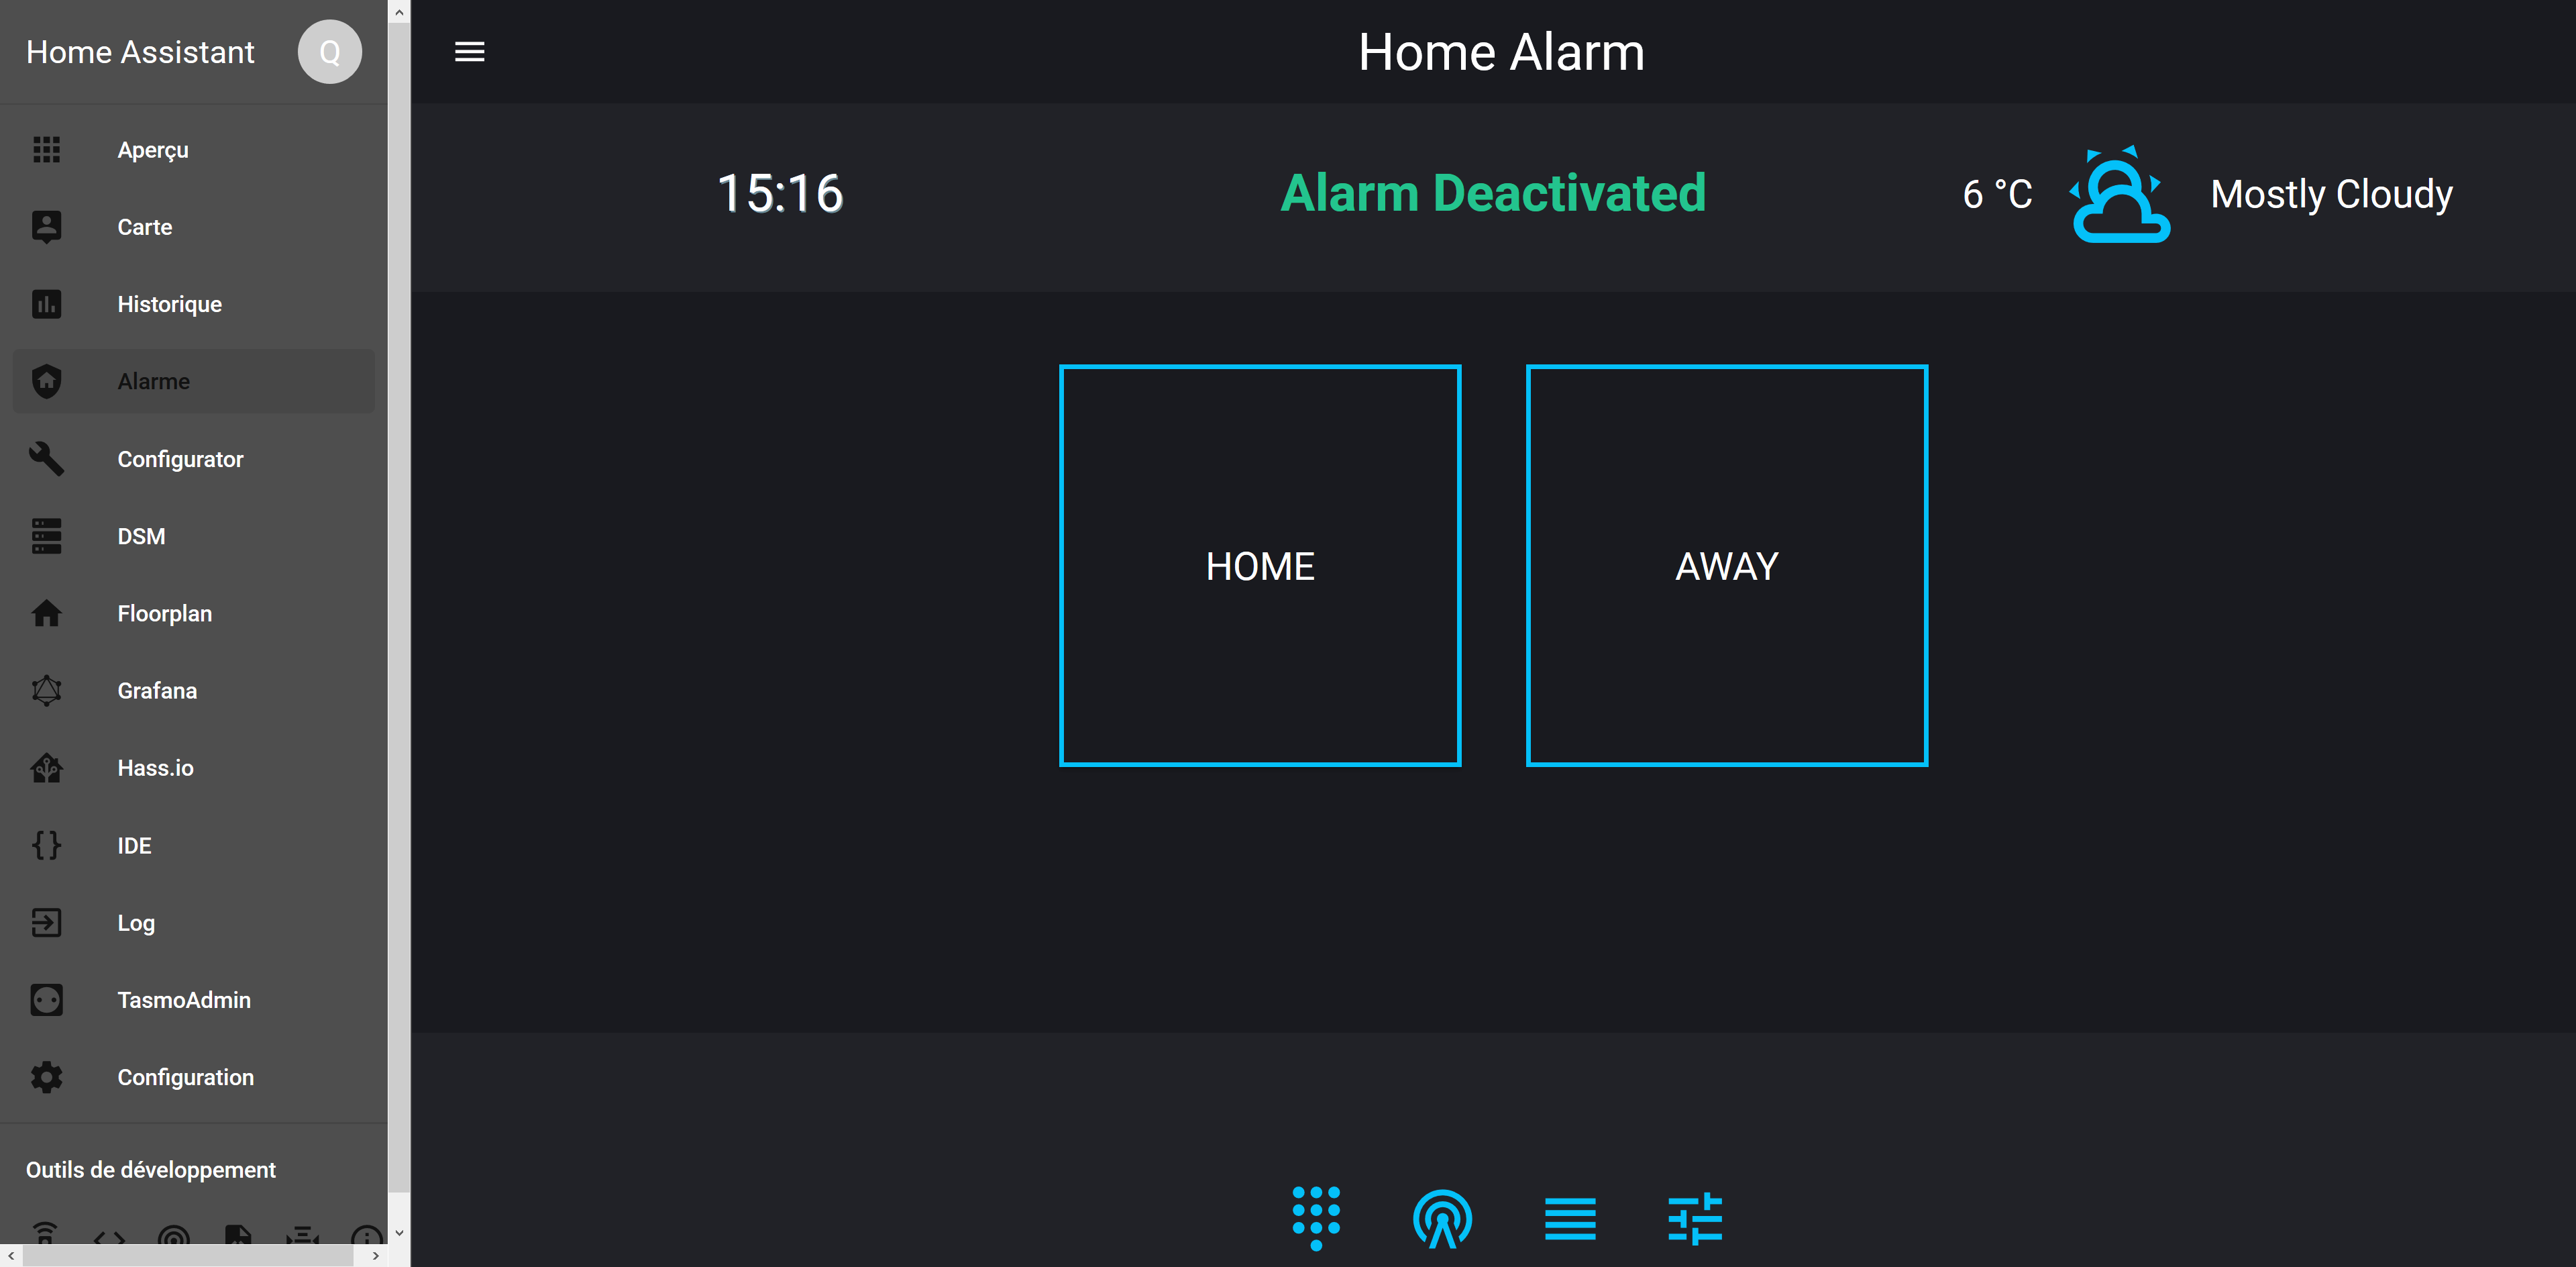 Home Assistant
Q
Aperçu
Carte
Historique
Alarme
Configurator
DSM
Floorplan
Grafana
Hass.io
IDE
Log
TasmoAdmin
Configuration
Outils de développement
Home Alarm
15:16
Alarm Deactivated
6 °C
Mostly Cloudy
HOME
AWAY